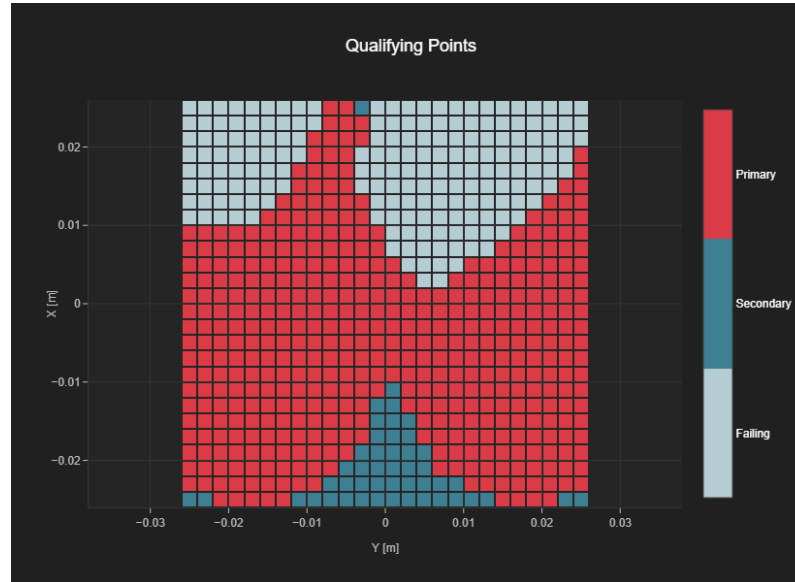 Qualifying Points
0.02
0.01
0
−0.01
−0.02
X [m]
−0.03
−0.02
−0.01
0
0.01
0.02
0.03
Y [m]
Primary
Secondary
Failing